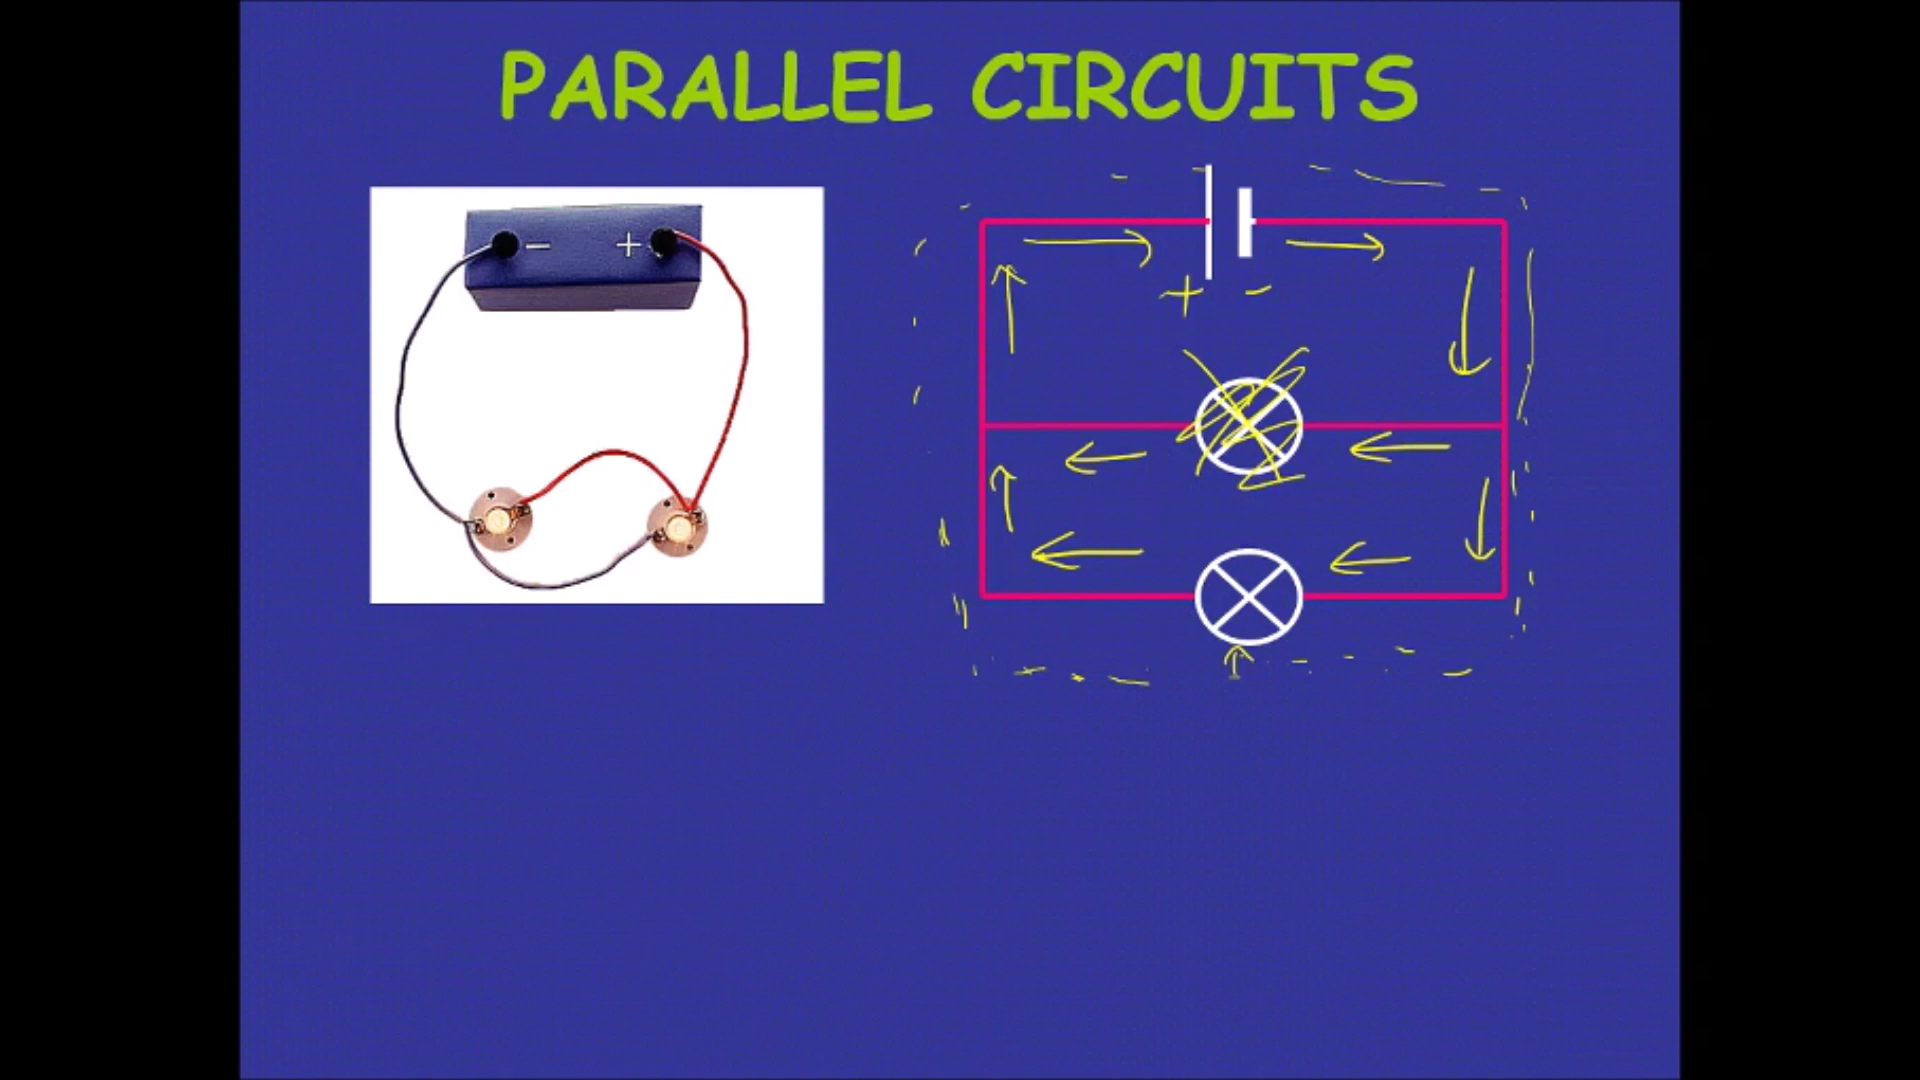 PARALLEL CIRCUITS
− +
+ -